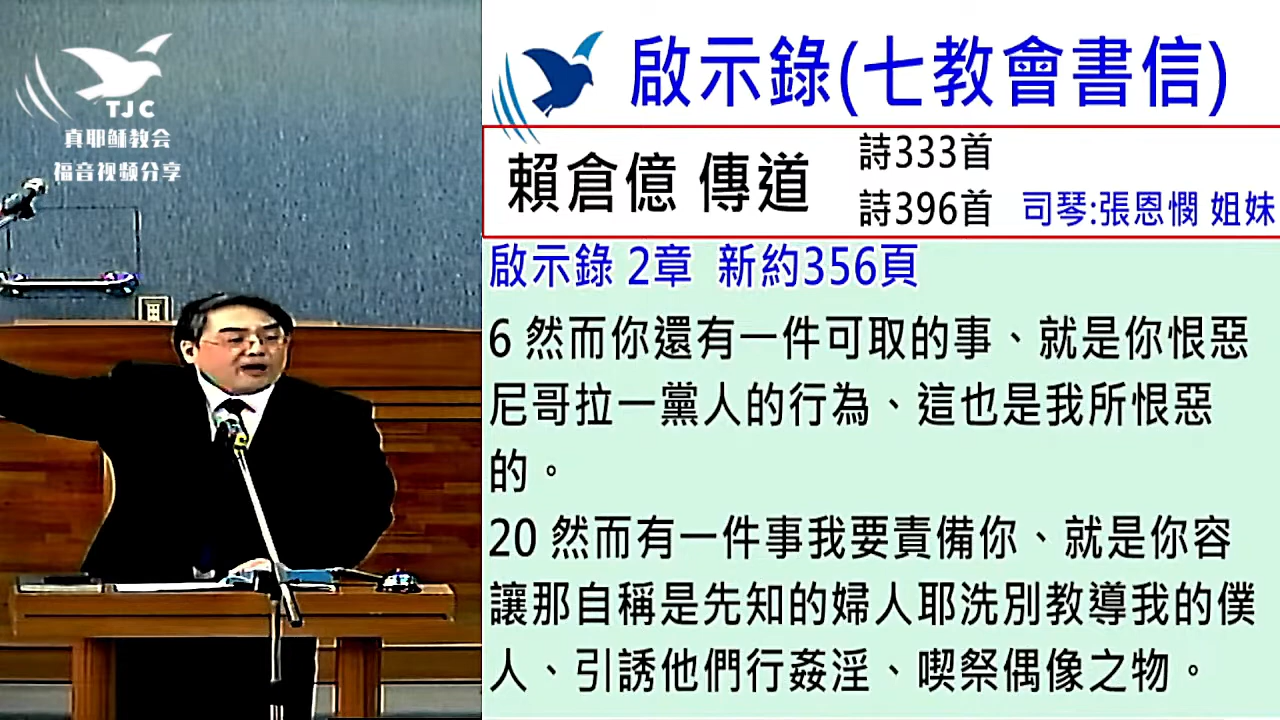 TJC
真耶稣教会
福音视频分享
啟示錄(七教會書信)
賴倉億 傳道
詩333首
詩396首 司琴:張恩憫 姐妹
啟示錄 2章 新約356頁
6 然而你還有一件可取的事、就是你恨惡
尼哥拉一黨人的行為、這也是我所恨惡
的。
20 然而有一件事我要責備你、就是你容
讓那自稱是先知的婦人耶洗別教導我的僕
人、引誘他們行姦淫、喫祭偶像之物。